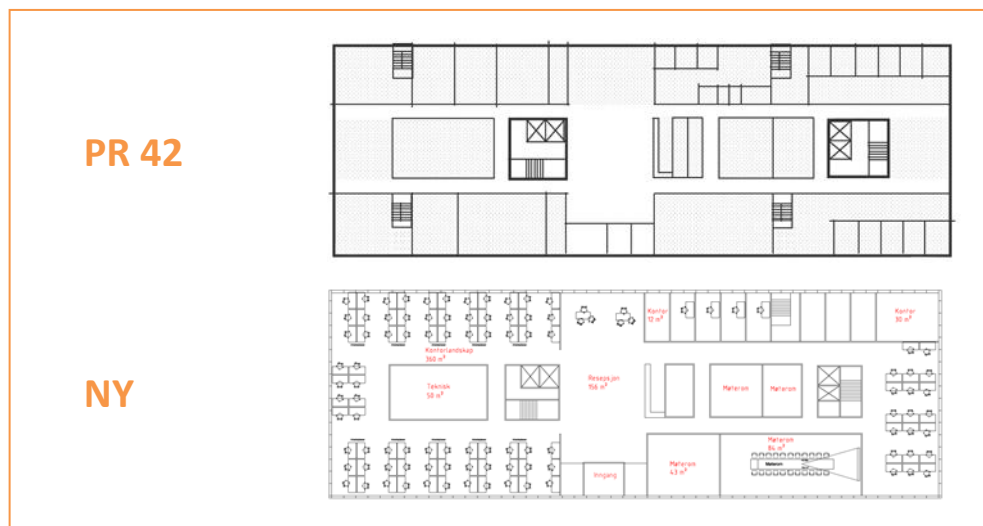 PR 42
NY
Kontor
12 m²
Kontor
30 m²
Kontorlandskap
360 m²
Teknisk
50 m²
Resepsjon
156 m²
Møterom
Møterom
Møterom
43 m²
Møterom
84 m²
Møterom
Inngang